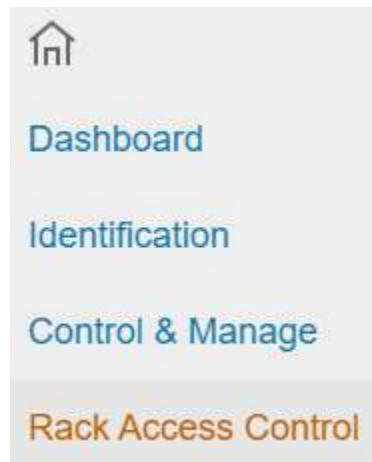 Dashboard
Identification
Control & Manage
Rack Access Control